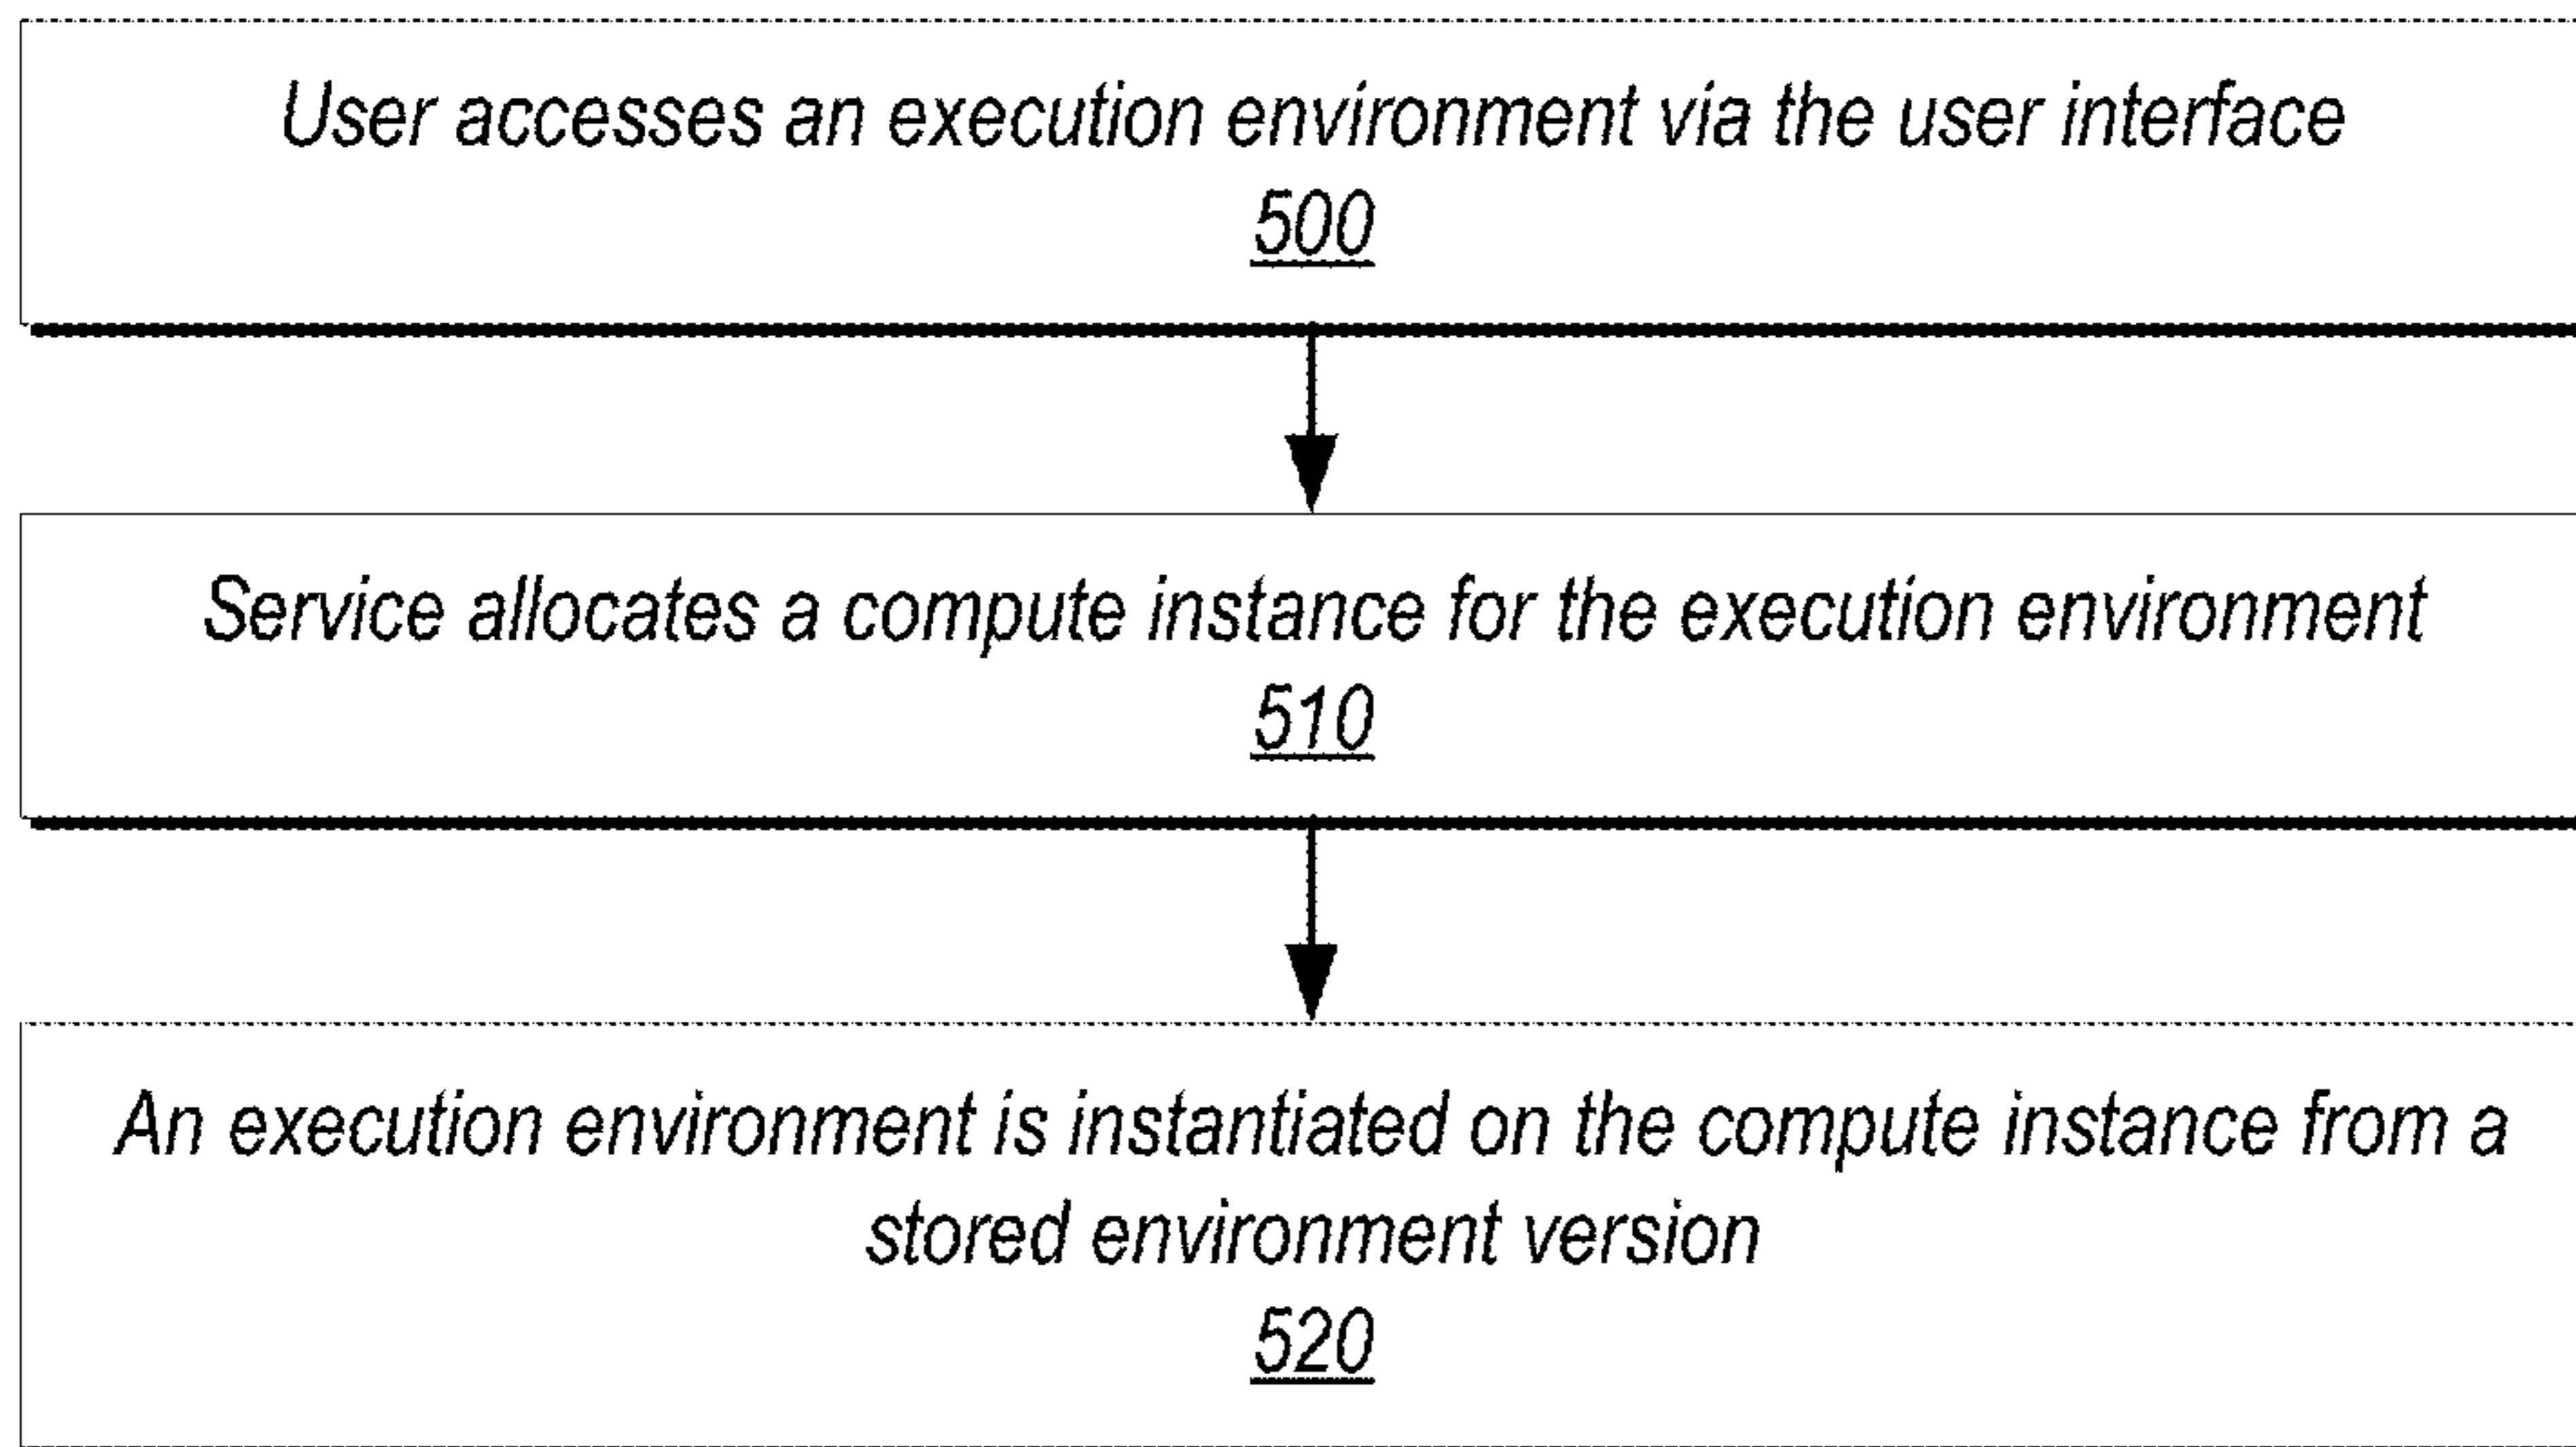 User accesses an execution environment via the user interface
500
Service allocates a compute instance for the execution environment
510
An execution environment is instantiated on the compute instance from a
stored environment version
520